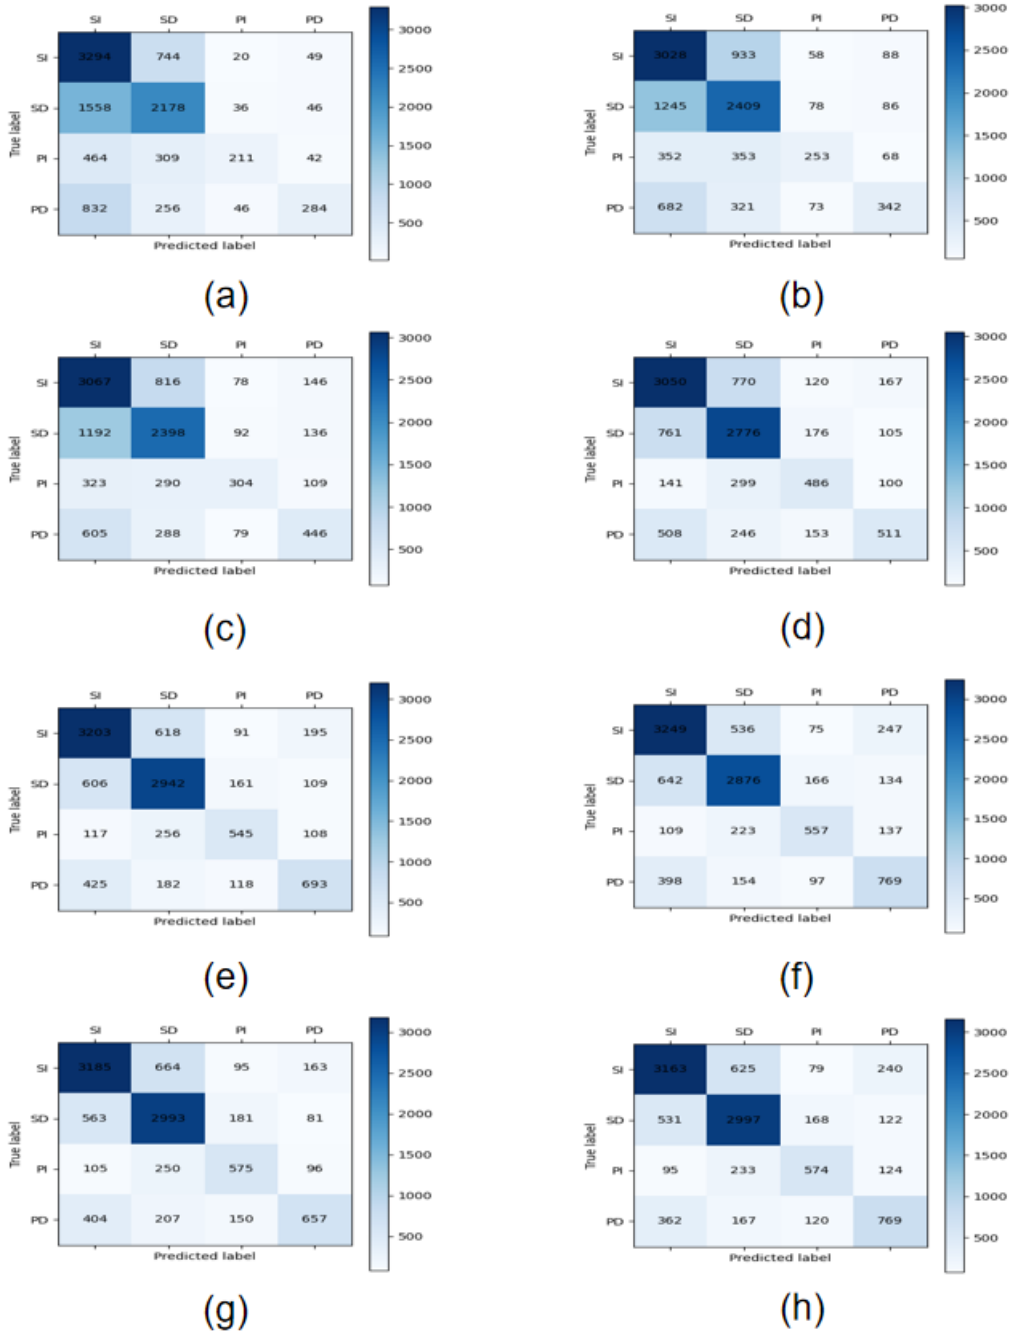 SI SD PI PD
SI 3294 744 20 49 3000
2500
SD 1558 2178 36 46 2000
True label
1500
PI 464 309 211 42
1000
PD 832 256 46 284 500
Predicted label
(a)
SI SD PI PD 3000
SI 3028 933 58 88 2500
SD 1245 2409 78 86 2000
True label
1500
PI 352 353 253 68
1000
PD 682 321 73 342 500
Predicted label
(b)
SI SD PI PD 3000
SI 3067 816 78 146 2500
SD 1192 2398 92 136 2000
True label
1500
PI 323 290 304 109
1000
PD 605 288 79 446 500
Predicted label
(c)
SI SD PI PD 3000
SI 3050 770 120 167 2500
SD 761 2776 176 105 2000
True label
1500
PI 141 299 486 100
1000
PD 508 246 153 511 500
Predicted label
(d)
SI SD PI PD 3000
SI 3203 618 91 195 2500
SD 606 2942 161 109 2000
True label
1500
PI 117 256 545 108
1000
PD 425 182 118 693 500
Predicted label
(e)
SI SD PI PD 3000
SI 3249 536 75 247 2500
SD 642 2876 166 134 2000
True label
1500
PI 109 223 557 137
1000
PD 398 154 97 769 500
Predicted label
(f)
SI SD PI PD 3000
SI 3185 664 95 163 2500
SD 563 2993 181 81 2000
True label
1500
PI 105 250 575 96
1000
PD 404 207 150 657 500
Predicted label
(g)
SI SD PI PD 3000
SI 3163 625 79 240 2500
SD 531 2997 168 122 2000
True label
1500
PI 95 233 574 124
1000
PD 362 167 120 769 500
Predicted label
(h)